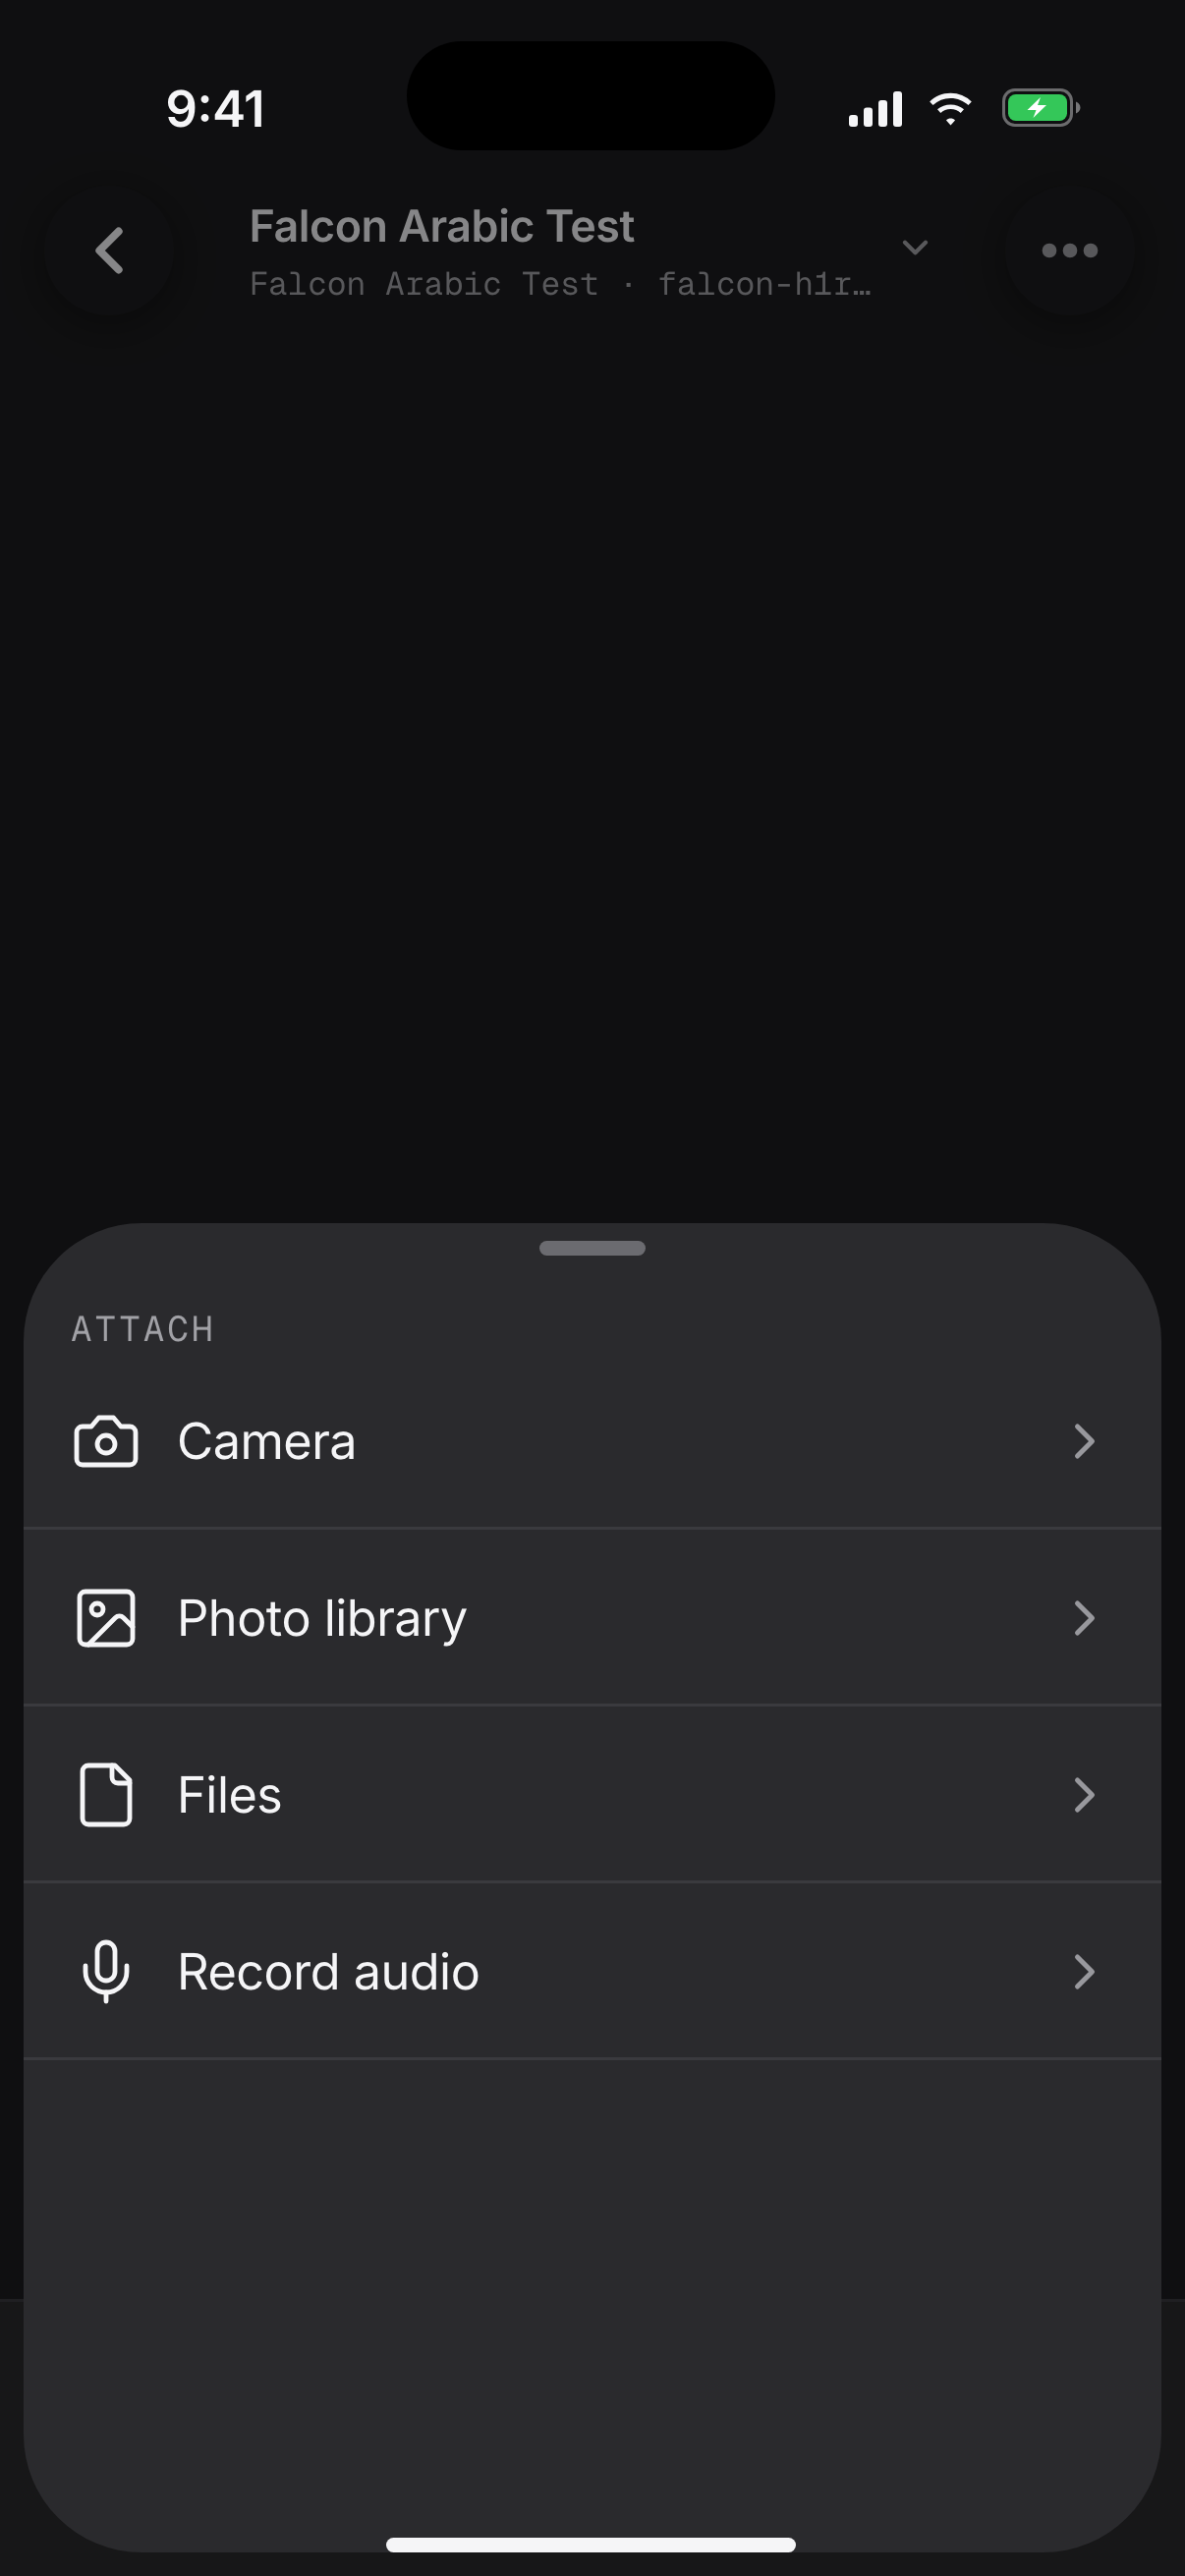 9:41
Falcon Arabic Test
Falcon Arabic Test · falcon-h1r…
ATTACH
Camera
Photo library
Files
Record audio